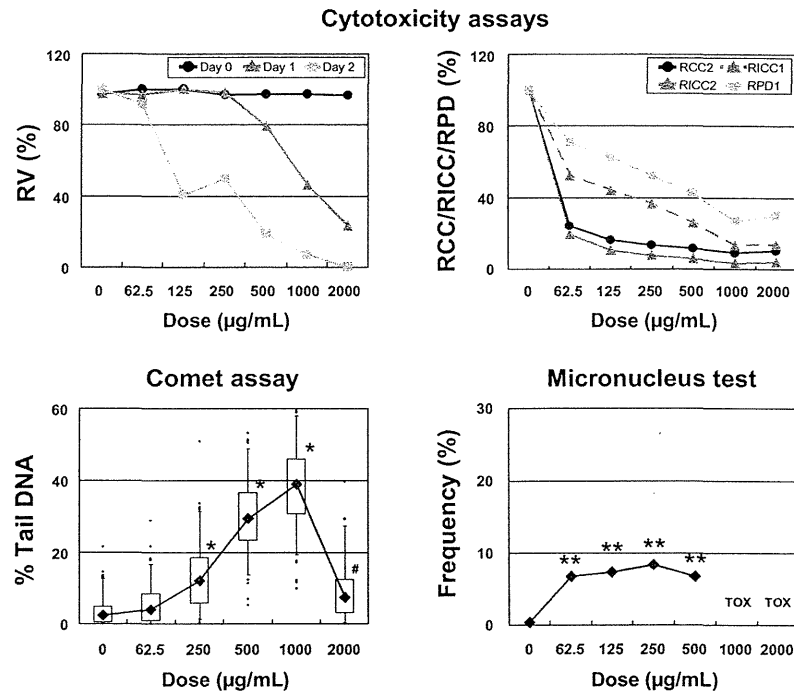 Cytotoxicity assays
RV (%)
120
80
40
0
Day 0 Day 1 Day 2
0 62.5 125 250 500 1000 2000
Dose (µg/mL)
RCC/RICC/RPD (%)
120
80
40
0
RCC2 RICC1
RICC2 RPD1
0 62.5 125 250 500 1000 2000
Dose (µg/mL)
Comet assay
% Tail DNA
60
40
20
0
* * * #
0 62.5 250 500 1000 2000
Dose (µg/mL)
Micronucleus test
Frequency (%)
30
20
10
0
** ** ** **
TOX TOX
0 62.5 125 250 500 1000 2000
Dose (µg/mL)